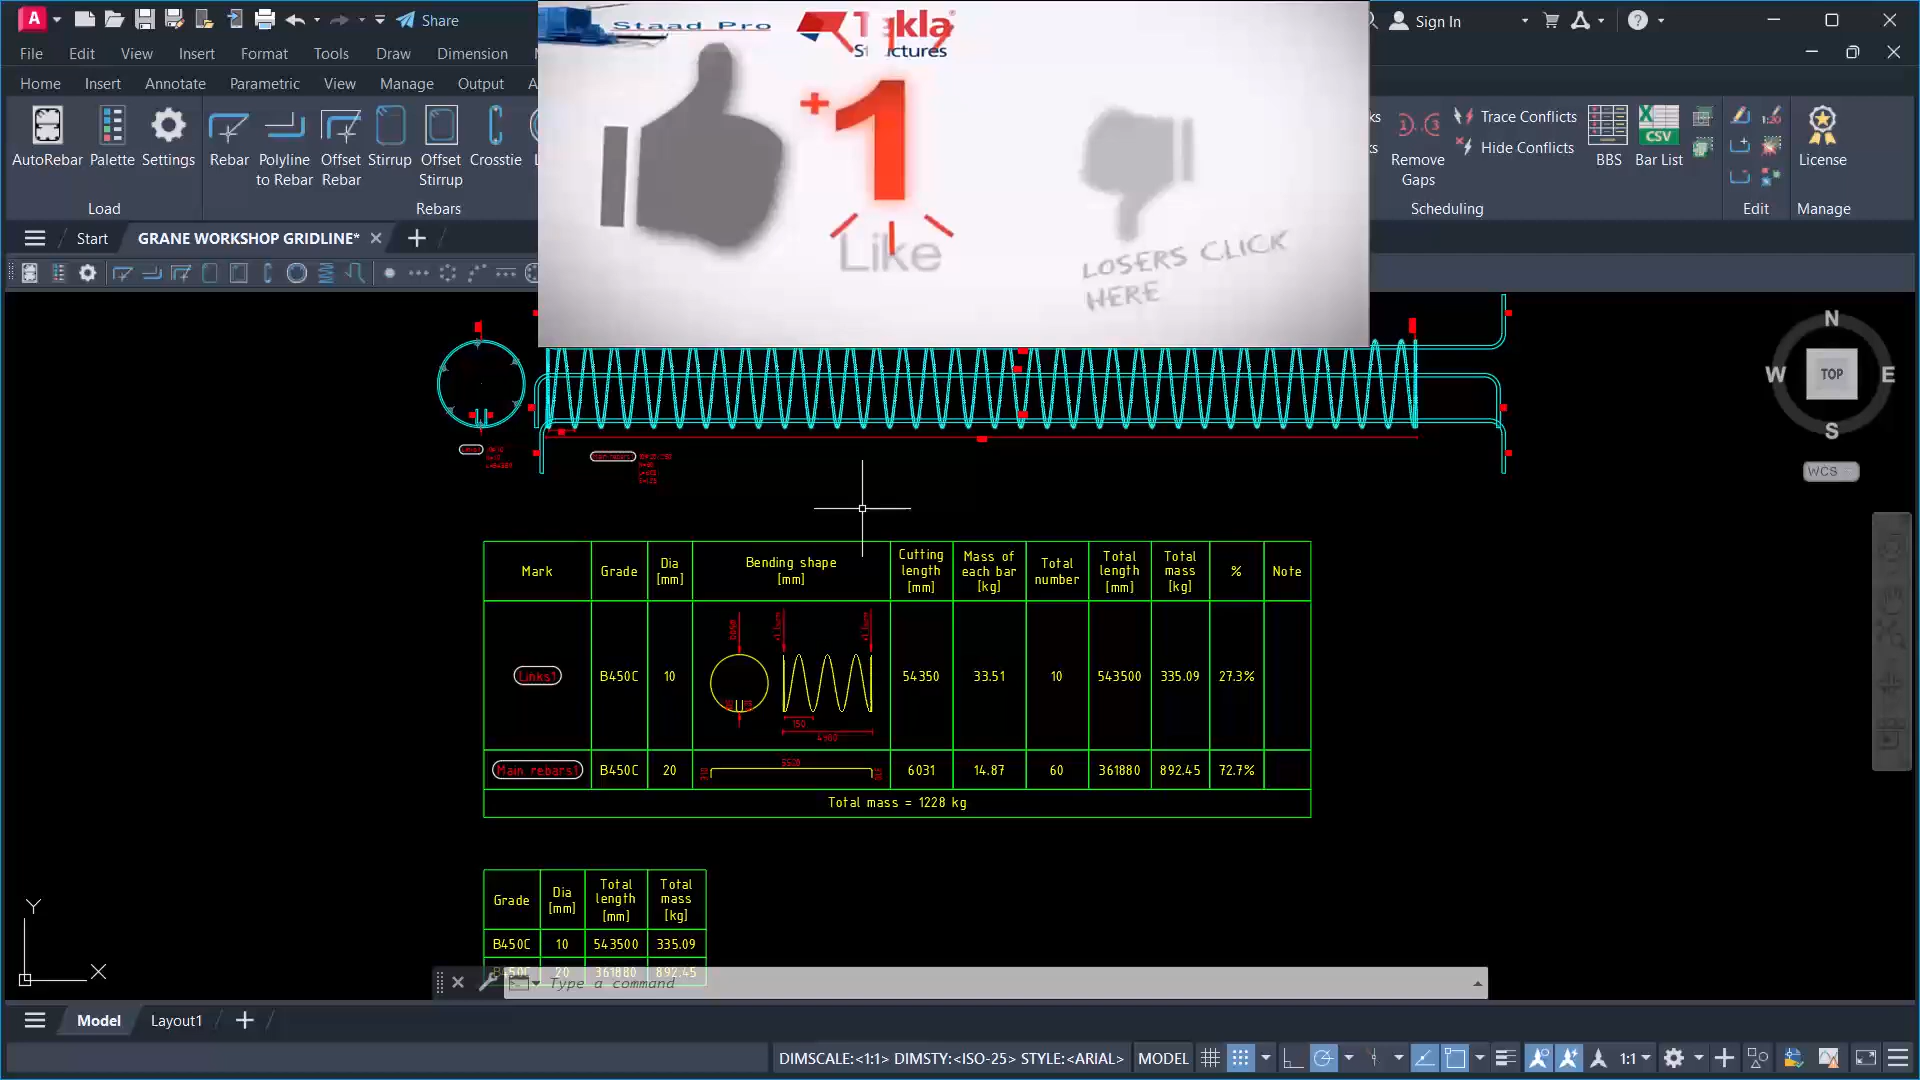 A
Share
Sign In
File Edit View Insert Format Tools Draw Dimension
Home Insert Annotate Parametric View Manage Output
Staad Pro
Tekla
Structures
+1
Like
LOSERS CLICK
HERE
AutoRebar
Palette
Settings
Load
Rebar
Polyline
to Rebar
Offset
Rebar
Stirrup
Offset
Stirrup
Crosstie
Rebars
Remove
Gaps
Trace Conflicts
Hide Conflicts
BBS
CSV
Bar List
Scheduling
Edit
License
Manage
Start
GRANE WORKSHOP GRIDLINE*
N
W
TOP
E
S
WCS
Mark Grade Dia [mm] Bending shape [mm] Cutting length [mm] Mass of each bar [kg] Total number Total length [mm] Total mass [kg] % Note
Links1 B450C 10 54350 33.51 10 543500 335.09 27.3%
150
Main rebars1 B450C 20 6031 14.87 60 361880 892.45 72.7%
Total mass = 1228 kg
Grade Dia [mm] Total length [mm] Total mass [kg]
B450C 10 543500 335.09
B450C 20 361880 892.45
Type a command
Y
X
Model
Layout1
DIMSCALE:<1:1> DIMSTY:<ISO-25> STYLE:<ARIAL>
MODEL
1:1